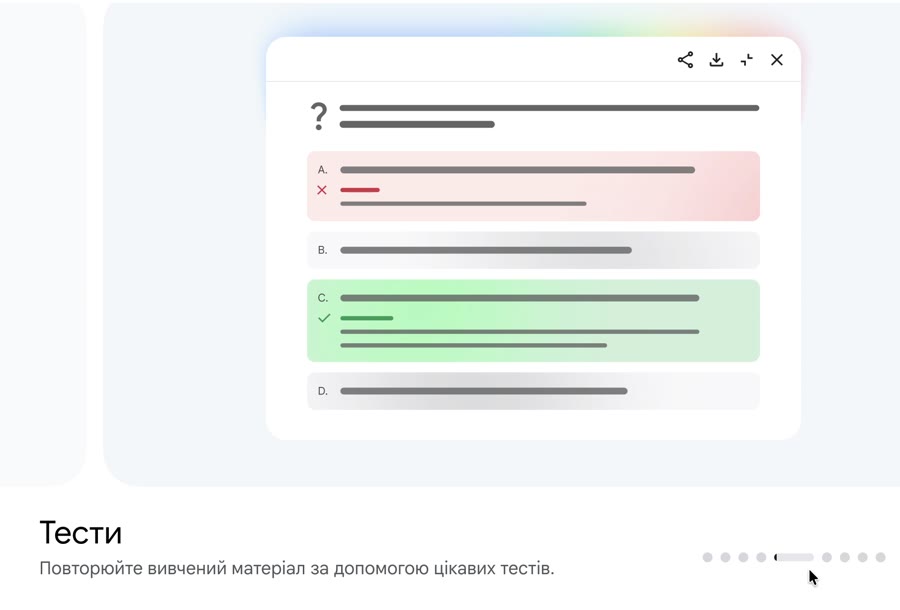 ?
A.
B.
C.
D.
Тести
Повторюйте вивчений матеріал за допомогою цікавих тестів.